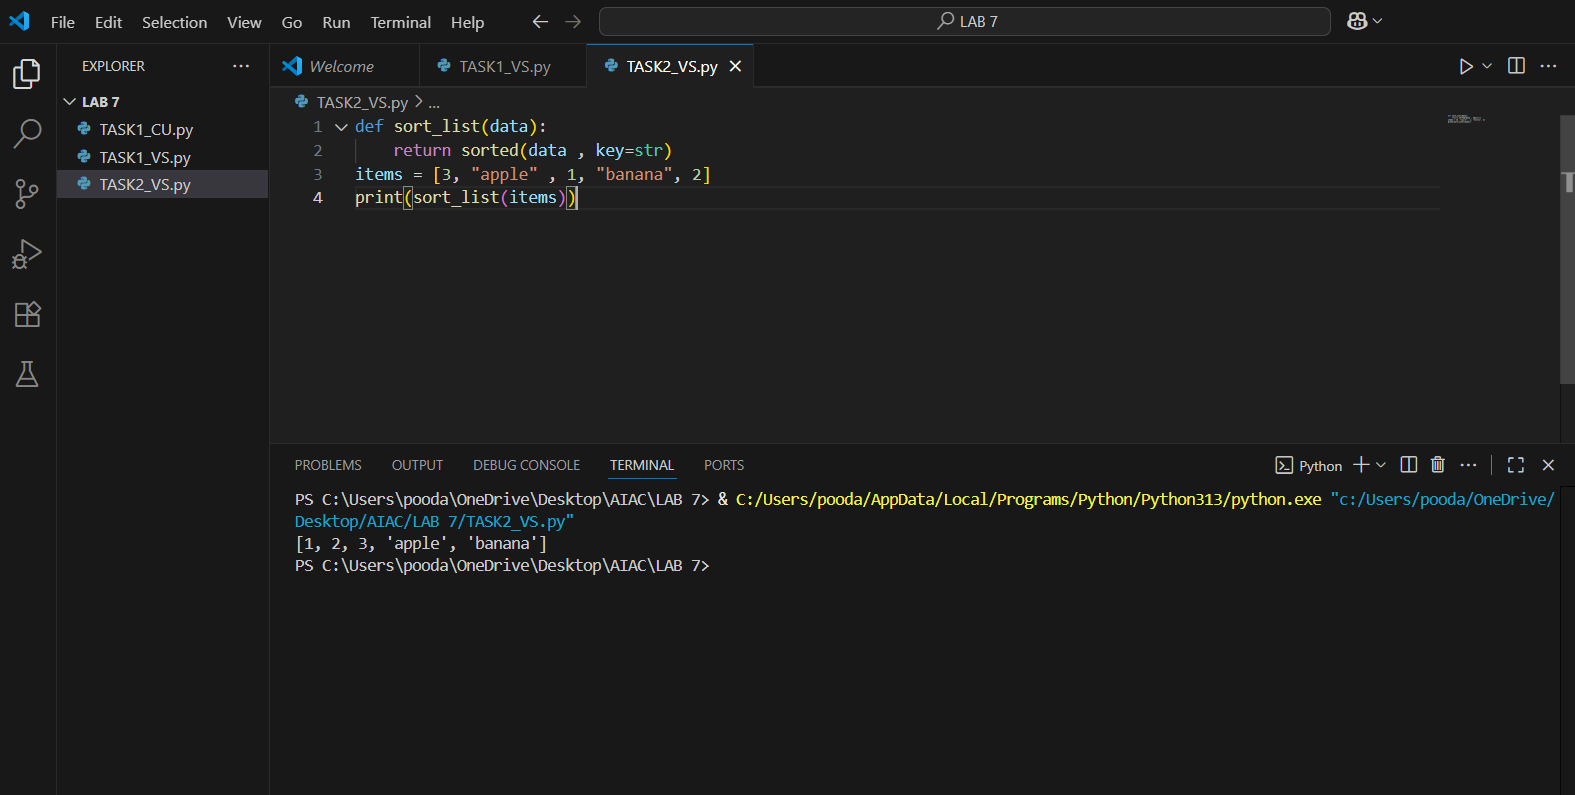 File Edit Selection View Go Run Terminal Help LAB 7
EXPLORER
LAB 7
TASK1_CU.py
TASK1_VS.py
TASK2_VS.py
Welcome TASK1_VS.py TASK2_VS.py
TASK2_VS.py > ...
1 def sort_list(data):
2     return sorted(data , key=str)
3 items = [3, "apple" , 1, "banana", 2]
4 print(sort_list(items))
PROBLEMS OUTPUT DEBUG CONSOLE TERMINAL PORTS Python
PS C:\Users\pooda\OneDrive\Desktop\AIAC\LAB 7> & C:/Users/pooda/AppData/Local/Programs/Python/Python313/python.exe "c:/Users/pooda/OneDrive/
Desktop/AIAC/LAB 7/TASK2_VS.py"
[1, 2, 3, 'apple', 'banana']
PS C:\Users\pooda\OneDrive\Desktop\AIAC\LAB 7>